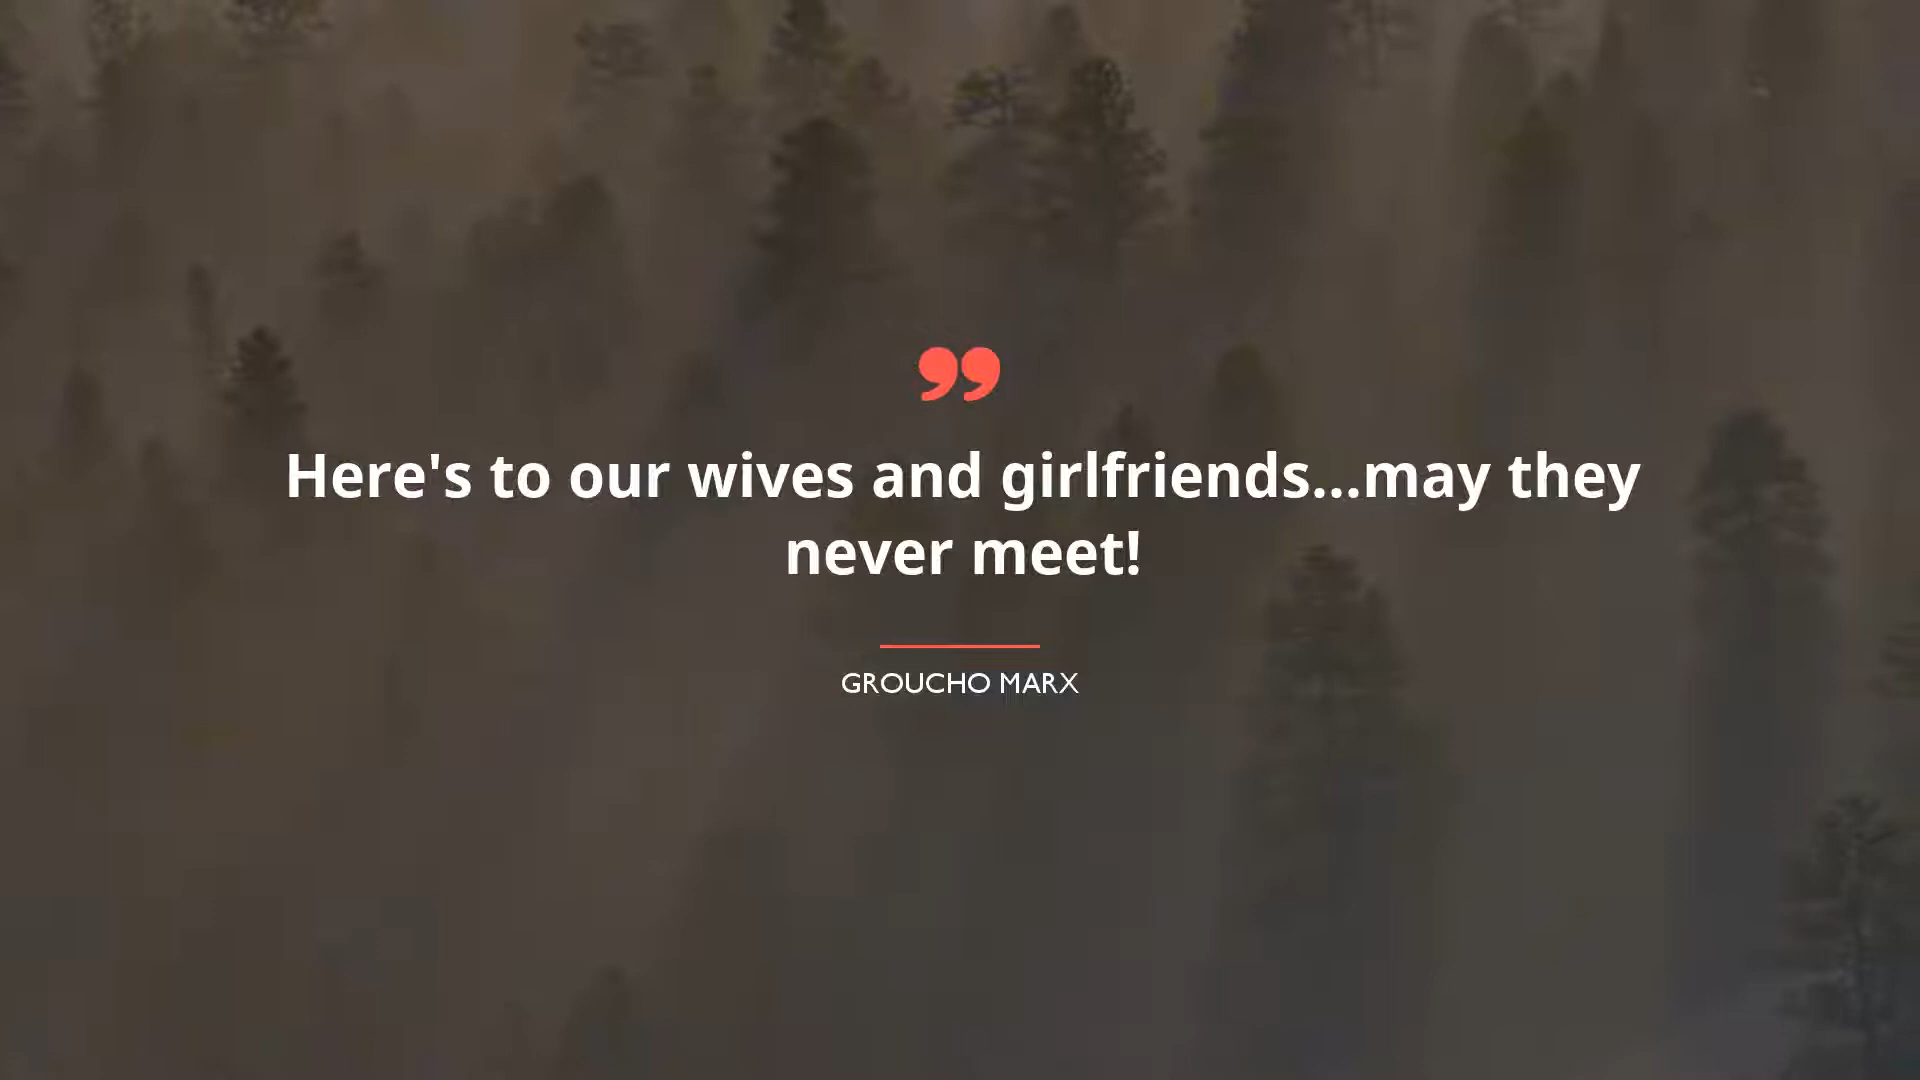 Here's to our wives and girlfriends...may they
never meet!
GROUCHO MARX